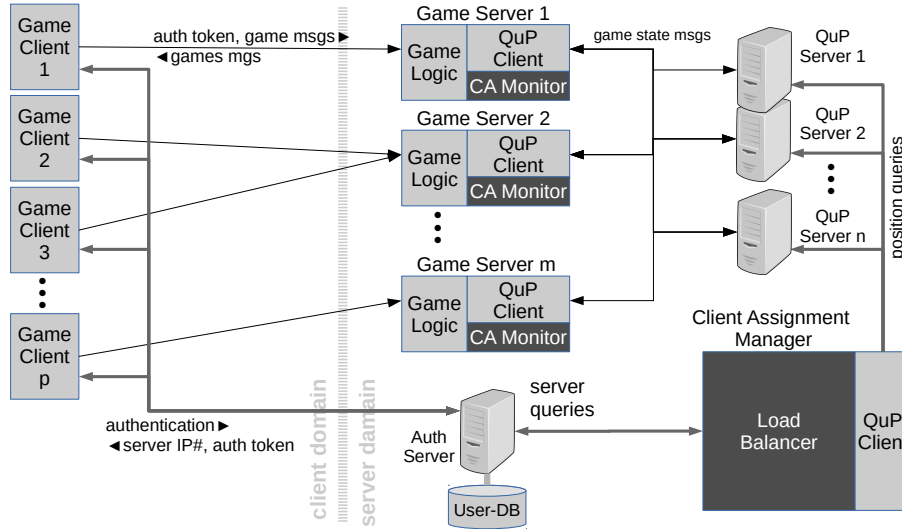 Game
Client
1
Game
Client
2
Game
Client
3
Game
Client
p
auth token, game msgs ►
◄games mgs
Game Server 1
Game
Logic
QuP
Client
CA Monitor
Game Server 2
Game
Logic
QuP
Client
CA Monitor
Game Server m
Game
Logic
QuP
Client
CA Monitor
game state msgs
QuP
Server 1
QuP
Server 2
QuP
Server n
position queries
Client Assignment
Manager
Load
Balancer
QuP
Client
server
queries
Auth
Server
User-DB
authentication ►
◄server IP#, auth token
client domain
server damain